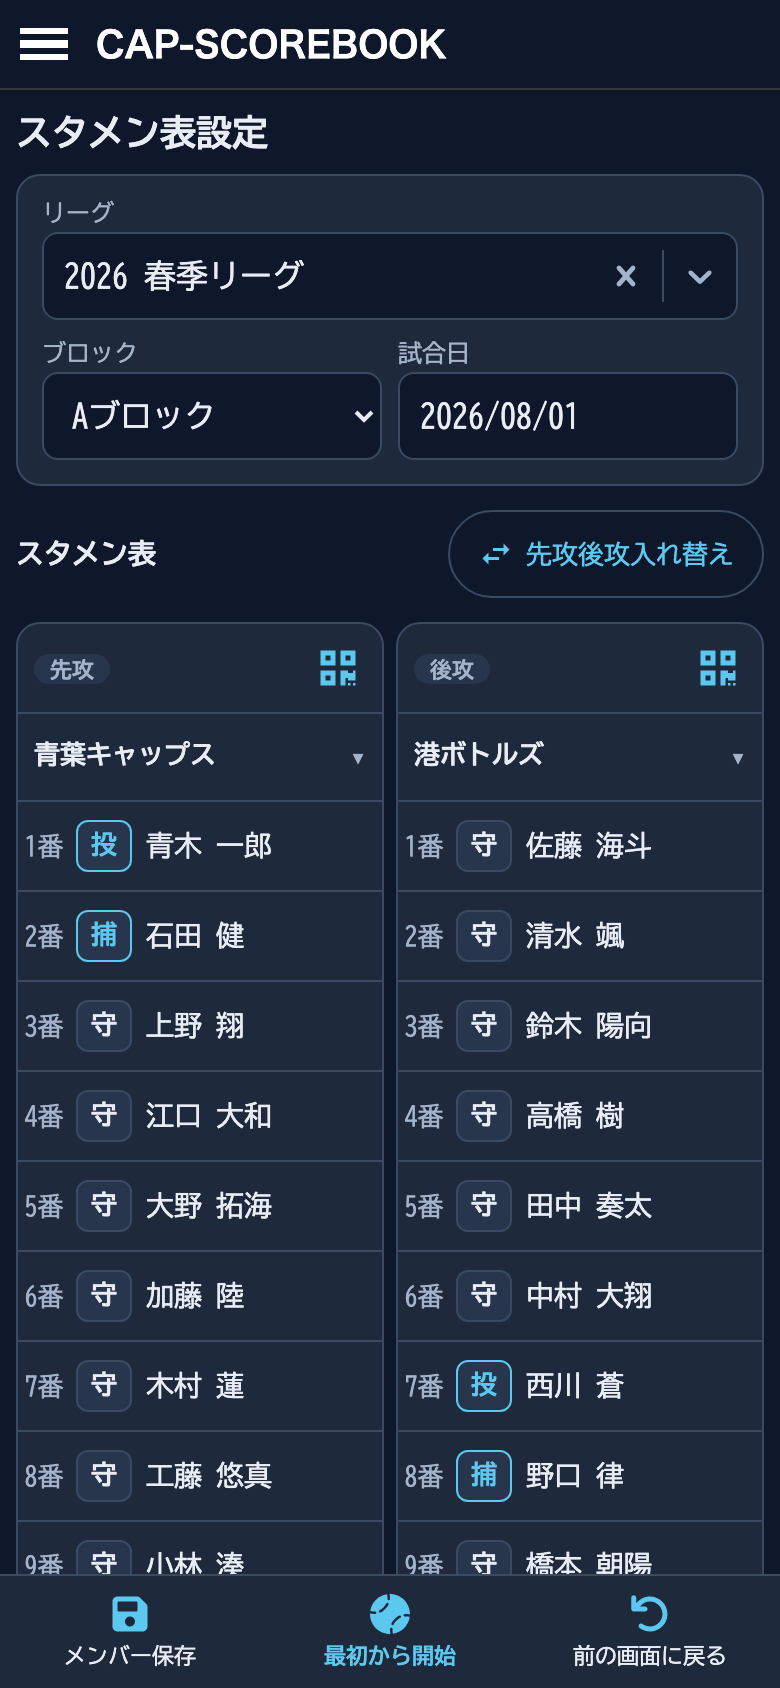 CAP-SCOREBOOK
スタメン表設定
リーグ
2026 春季リーグ
ブロック
試合日
Aブロック
2026/08/01
スタメン表
先攻後攻入れ替え
先攻
後攻
青葉キャップス
港ボトルズ
1番 投 青木 一郎
1番 守 佐藤 海斗
2番 捕 石田 健
2番 守 清水 颯
3番 守 上野 翔
3番 守 鈴木 陽向
4番 守 江口 大和
4番 守 高橋 樹
5番 守 大野 拓海
5番 守 田中 奏太
6番 守 加藤 陸
6番 守 中村 大翔
7番 守 木村 蓮
7番 投 西川 蒼
8番 守 工藤 悠真
8番 捕 野口 律
9番 守 小林 湊
9番 守 橋本 朝陽
メンバー保存
最初から開始
前の画面に戻る